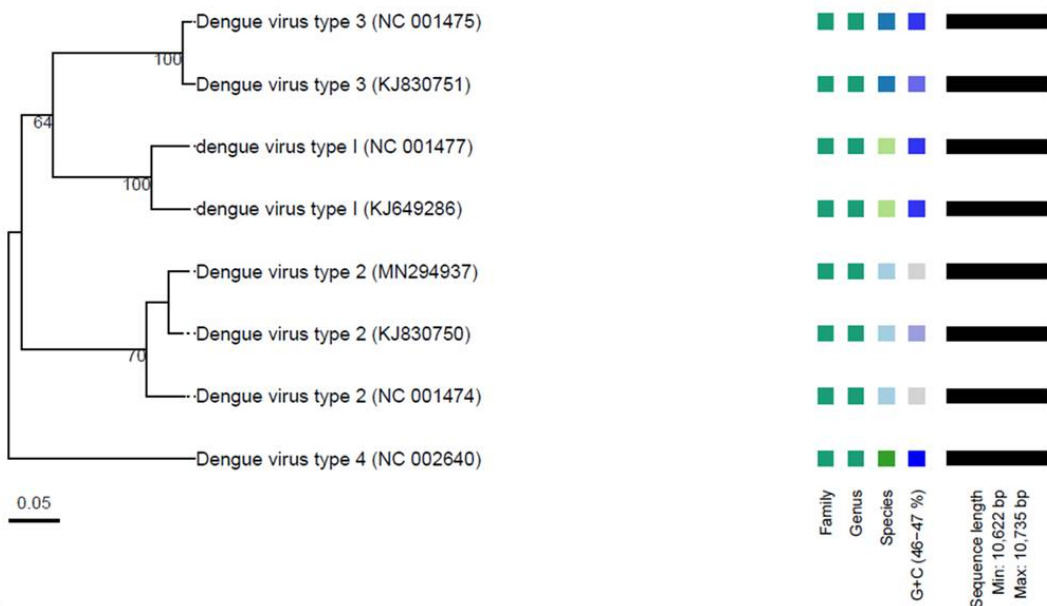 Dengue virus type 3 (NC 001475)
100
Dengue virus type 3 (KJ830751)
64
dengue virus type I (NC 001477)
100
dengue virus type I (KJ649286)
Dengue virus type 2 (MN294937)
Dengue virus type 2 (KJ830750)
70
Dengue virus type 2 (NC 001474)
Dengue virus type 4 (NC 002640)
0.05
Family
Genus
Species
G+C (46−47 %)
Sequence length
Min: 10,622 bp
Max: 10,735 bp